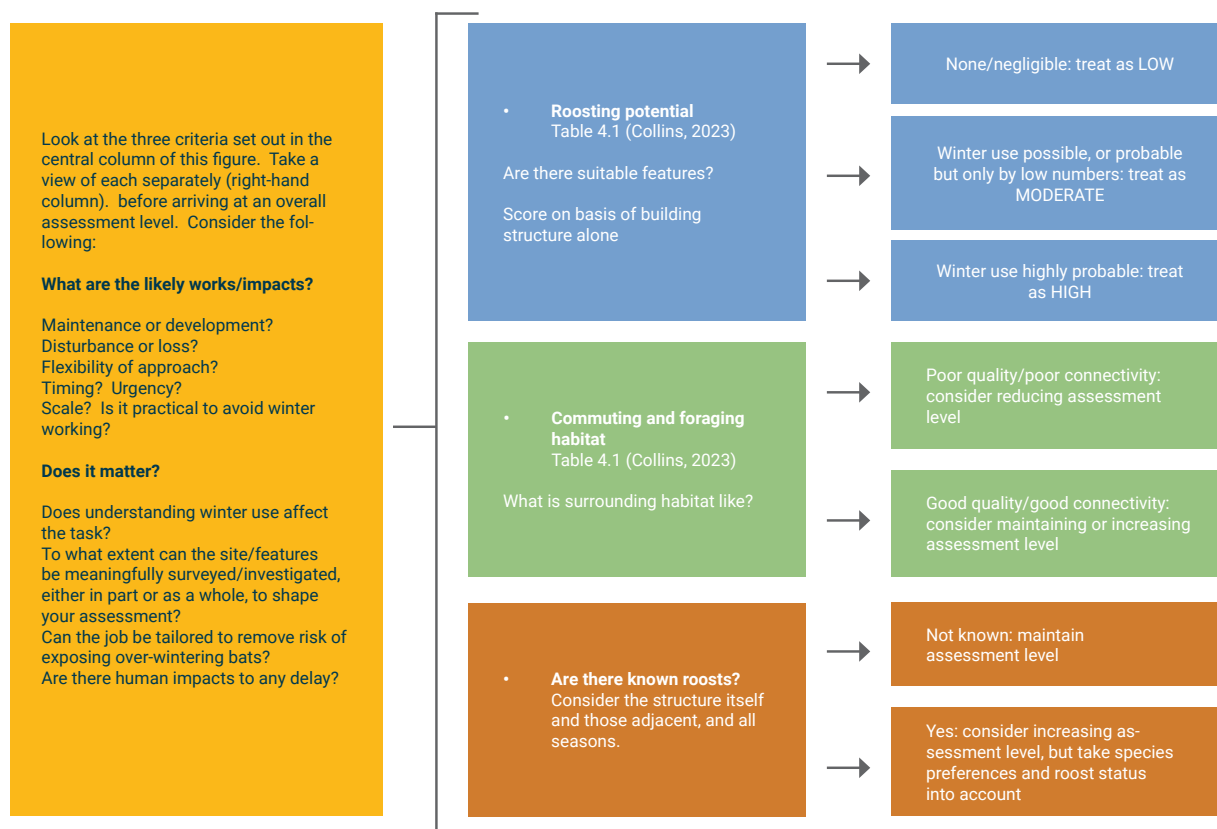 Look at the three criteria set out in the
central column of this figure.  Take a
view of each separately (right-hand
column).  before arriving at an overall
assessment level.  Consider the fol-
lowing:
What are the likely works/impacts?
Maintenance or development?
Disturbance or loss?
Flexibility of approach?
Timing?  Urgency?
Scale?  Is it practical to avoid winter
working?
Does it matter?
Does understanding winter use affect
the task?
To what extent can the site/features
be meaningfully surveyed/investigated,
either in part or as a whole, to shape
your assessment?
Can the job be tailored to remove risk of
exposing over-wintering bats?
Are there human impacts to any delay?
• Roosting potential
Table 4.1 (Collins, 2023)
Are there suitable features?
Score on basis of building
structure alone
None/negligible: treat as LOW
Winter use possible, or probable
but only by low numbers: treat as
MODERATE
Winter use highly probable: treat
as HIGH
• Commuting and foraging
habitat
Table 4.1 (Collins, 2023)
What is surrounding habitat like?
Poor quality/poor connectivity:
consider reducing assessment
level
Good quality/good connectivity:
consider maintaining or increasing
assessment level
• Are there known roosts?
Consider the structure itself
and those adjacent, and all
seasons.
Not known: maintain
assessment level
Yes: consider increasing as-
sessment level, but take species
preferences and roost status
into account